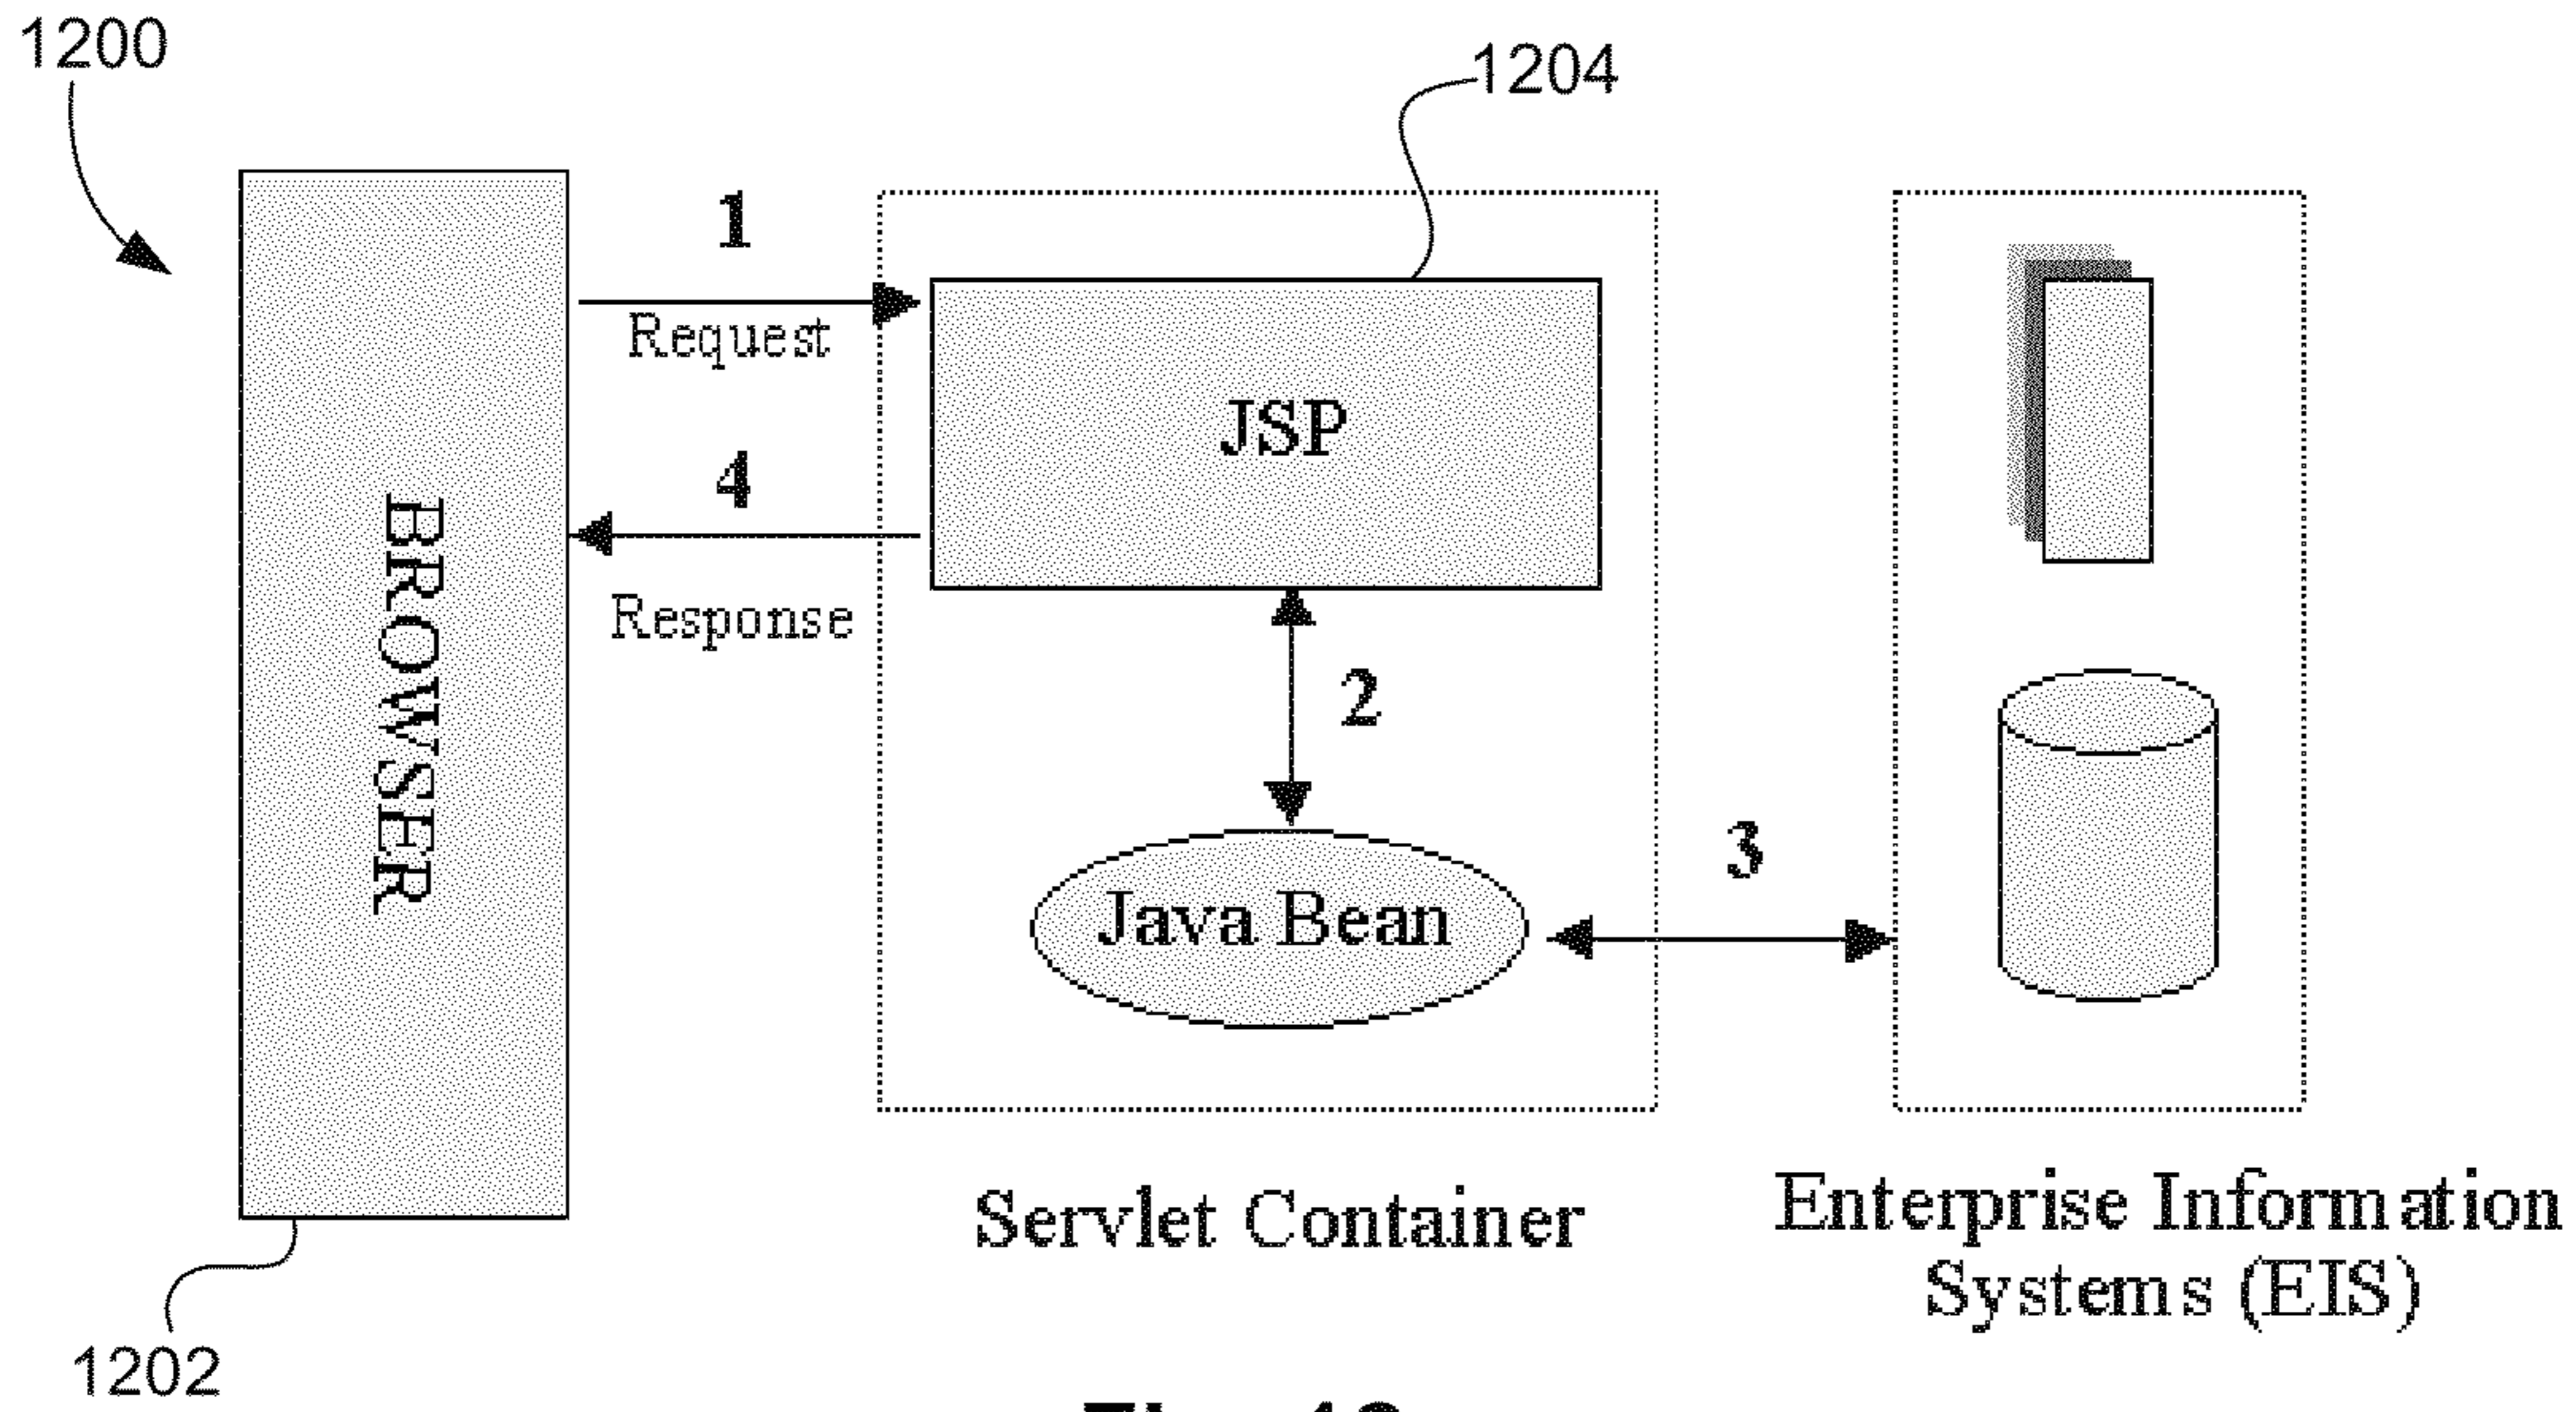 1200
1204
1
Request
JSP
4
Response
BROWSER
2
3
Java Bean
Servlet Container
Enterprise Information
Systems (EIS)
1202